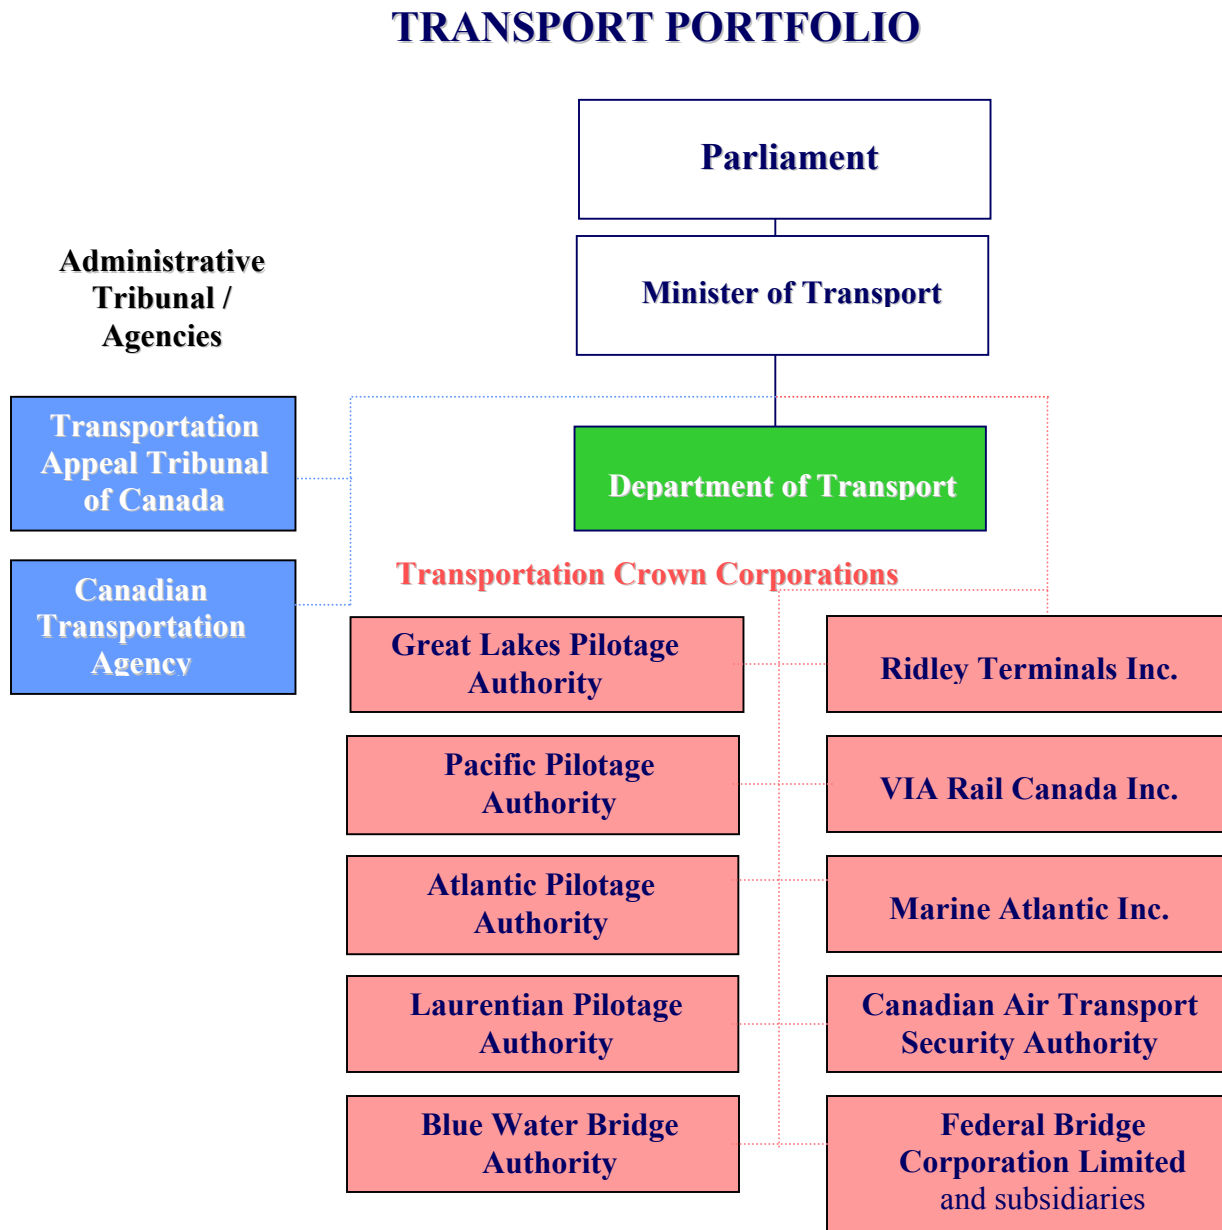 TRANSPORT PORTFOLIO
Parliament
Minister of Transport
Administrative
Tribunal /
Agencies
Transportation
Appeal Tribunal
of Canada
Department of Transport
Canadian
Transportation
Agency
Transportation Crown Corporations
Great Lakes Pilotage
Authority
Ridley Terminals Inc.
Pacific Pilotage
Authority
VIA Rail Canada Inc.
Atlantic Pilotage
Authority
Marine Atlantic Inc.
Laurentian Pilotage
Authority
Canadian Air Transport
Security Authority
Blue Water Bridge
Authority
Federal Bridge
Corporation Limited
and subsidiaries